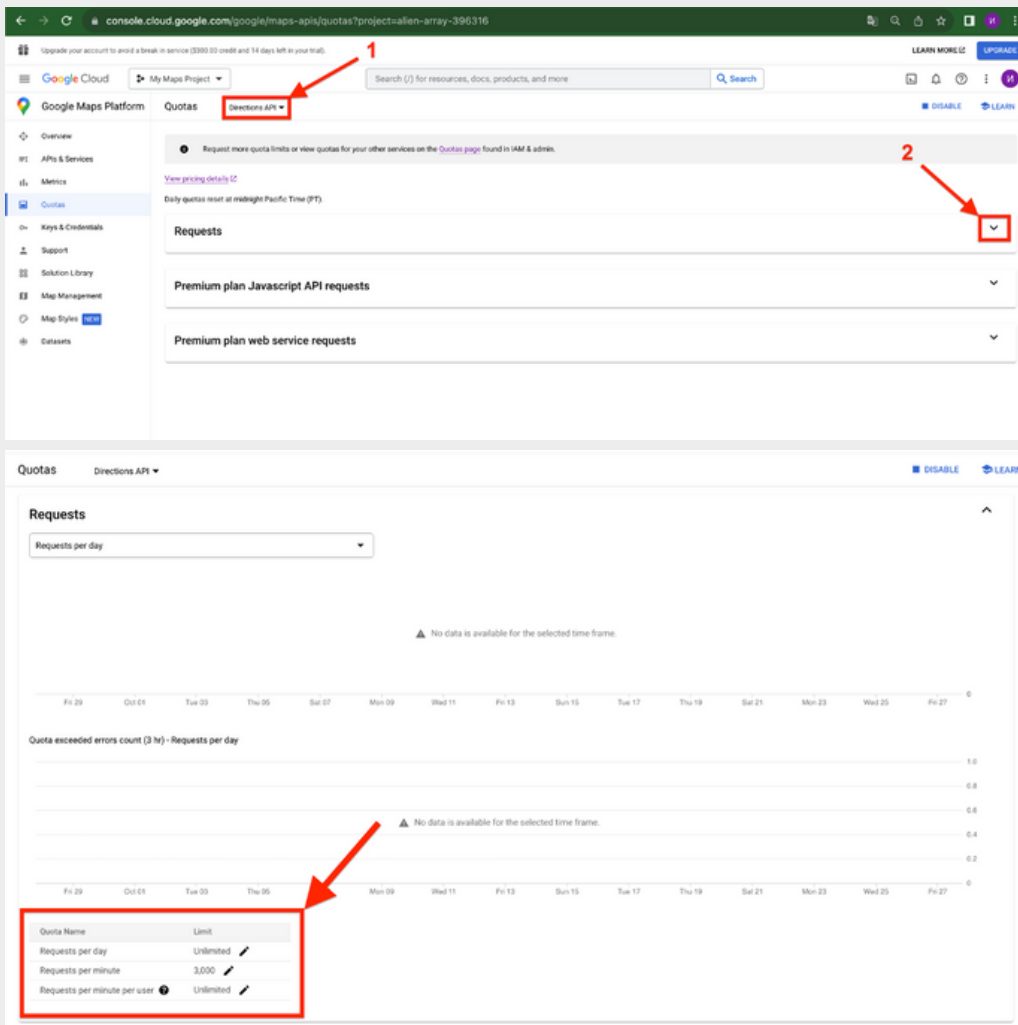 console.cloud.google.com/google/maps-apis/quotas?project=alien-array-396316
Upgrade your account to avoid a break in service ($300.00 credit and 14 days left in your trial).
1
LEARN MORE
UPGRADE
Google Cloud
My Maps Project
Search (/) for resources, docs, products, and more
Search
Google Maps Platform
Quotas
Directions API
DISABLE
LEARN
Overview
APIs & Services
Metrics
Quotas
Keys & Credentials
Support
Solution Library
Map Management
Map Styles NEW
Datasets
Request more quota limits or view quotas for your other services on the Quotas page found in IAM & admin.
2
View pricing details
Daily quotas reset at midnight Pacific Time (PT).
Requests
Premium plan Javascript API requests
Premium plan web service requests
Quotas
Directions API
DISABLE
LEARN
Requests
Requests per day
No data is available for the selected time frame.
0
Fri 29 Oct 01 Tue 03 Thu 05 Sat 07 Mon 09 Wed 11 Fri 13 Sun 15 Tue 17 Thu 19 Sat 21 Mon 23 Wed 25 Fri 27
Quota exceeded errors count (3 hr) - Requests per day
1.0
0.8
0.6
No data is available for the selected time frame.
0.4
0.2
0
Fri 29 Oct 01 Tue 03 Thu 05 Mon 09 Wed 11 Fri 13 Sun 15 Tue 17 Thu 19 Sat 21 Mon 23 Wed 25 Fri 27
Quota Name Limit
Requests per day Unlimited
Requests per minute 3,000
Requests per minute per user Unlimited